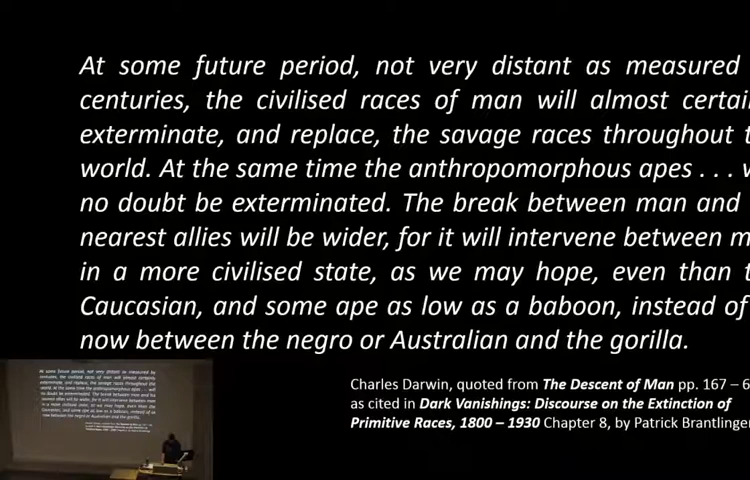 At some future period, not very distant as measured
centuries, the civilised races of man will almost
exterminate, and replace, the savage races throughout
world. At the same time the anthropomorphous apes . . .
no doubt be exterminated. The break between man and
nearest allies will be wider, for it will intervene between
in a more civilised state, as we may hope, even than
Caucasian, and some ape as low as a baboon, instead of
now between the negro or Australian and the gorilla.
Charles Darwin, quoted from The Descent of Man pp. 167 –
as cited in Dark Vanishings: Discourse on the Extinction of
Primitive Races, 1800 – 1930 Chapter 8, by Patrick Brantlinger